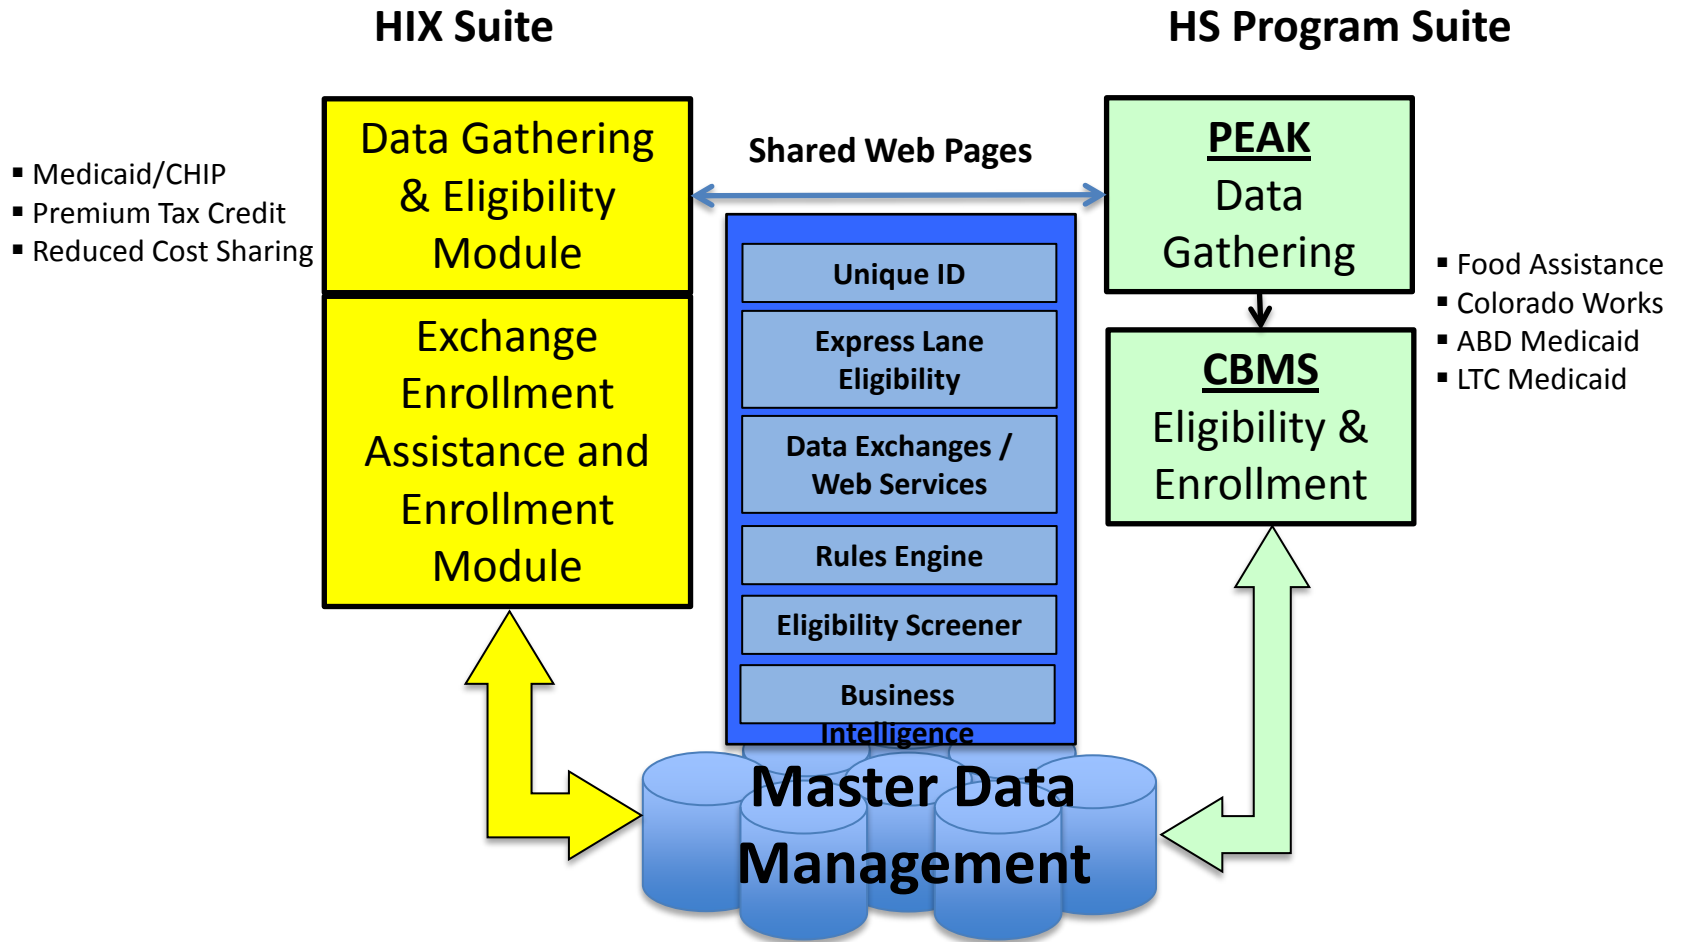 HIX Suite
HS Program Suite
▪ Medicaid/CHIP
▪ Premium Tax Credit
▪ Reduced Cost Sharing
Data Gathering
& Eligibility
Module
Exchange
Enrollment
Assistance and
Enrollment
Module
Shared Web Pages
Unique ID
Express Lane
Eligibility
Data Exchanges /
Web Services
Rules Engine
Eligibility Screener
Business
Intelligence
Master Data
Management
PEAK
Data
Gathering
CBMS
Eligibility &
Enrollment
▪ Food Assistance
▪ Colorado Works
▪ ABD Medicaid
▪ LTC Medicaid